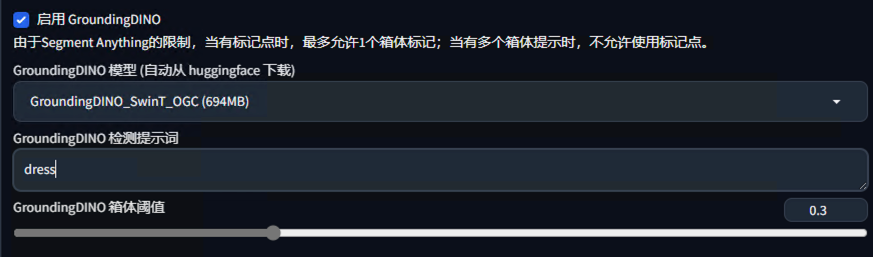 启用 GroundingDINO
由于Segment Anything的限制，当有标记点时，最多允许1个箱体标记；当有多个箱体提示时，不允许使用标记点。
GroundingDINO 模型 (自动从 huggingface 下载)
GroundingDINO_SwinT_OGC (694MB)
GroundingDINO 检测提示词
dress
GroundingDINO 箱体阈值
0.3